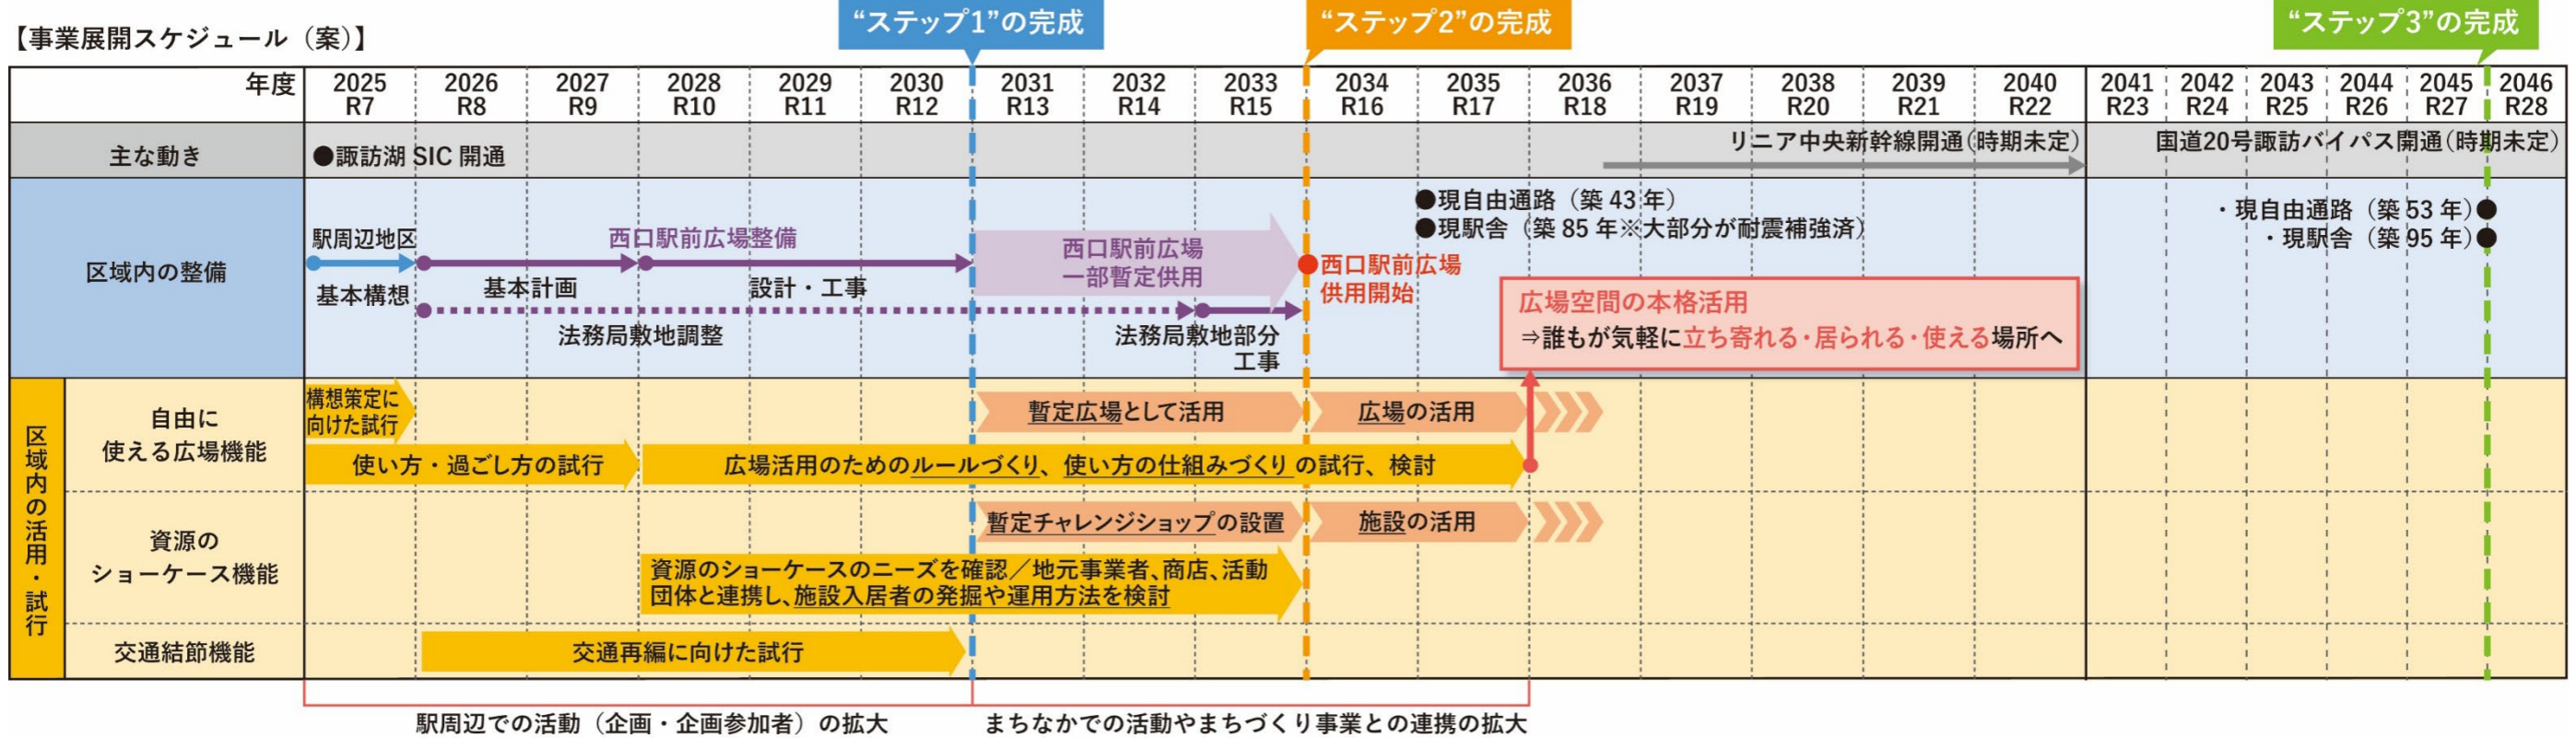 【事業展開スケジュール（案）】
“ステップ1”の完成
“ステップ2”の完成
“ステップ3”の完成
年度
2025 2026 2027 2028 2029 2030 2031 2032 2033 2034 2035 2036 2037 2038 2039 2040 2041 2042 2043 2044 2045 2046
R7 R8 R9 R10 R11 R12 R13 R14 R15 R16 R17 R18 R19 R20 R21 R22 R23 R24 R25 R26 R27 R28
主な動き
●諏訪湖 SIC 開通
リニア中央新幹線開通（時期未定）
国道20号諏訪バイパス開通（時期未定）
区域内の整備
駅周辺地区
基本構想
西口駅前広場整備
基本計画
設計・工事
法務局敷地調整
西口駅前広場
一部暫定供用
法務局敷地部分
工事
西口駅前広場
供用開始
●現自由通路（築 43 年）
●現駅舎（築 85 年※大部分が耐震補強済）
・現自由通路（築 53 年）●
・現駅舎（築 95 年）●
広場空間の本格活用
⇒誰もが気軽に立ち寄れる・居られる・使える場所へ
区域内の活用・試行
自由に
使える広場機能
構想策定に
向けた試行
暫定広場として活用
広場の活用
使い方・過ごし方の試行
広場活用のためのルールづくり、使い方の仕組みづくり の試行、検討
資源の
ショーケース機能
暫定チャレンジショップの設置
施設の活用
資源のショーケースのニーズを確認／地元事業者、商店、活動
団体と連携し、施設入居者の発掘や運用方法を検討
交通結節機能
交通再編に向けた試行
駅周辺での活動（企画・企画参加者）の拡大
まちなかでの活動やまちづくり事業との連携の拡大